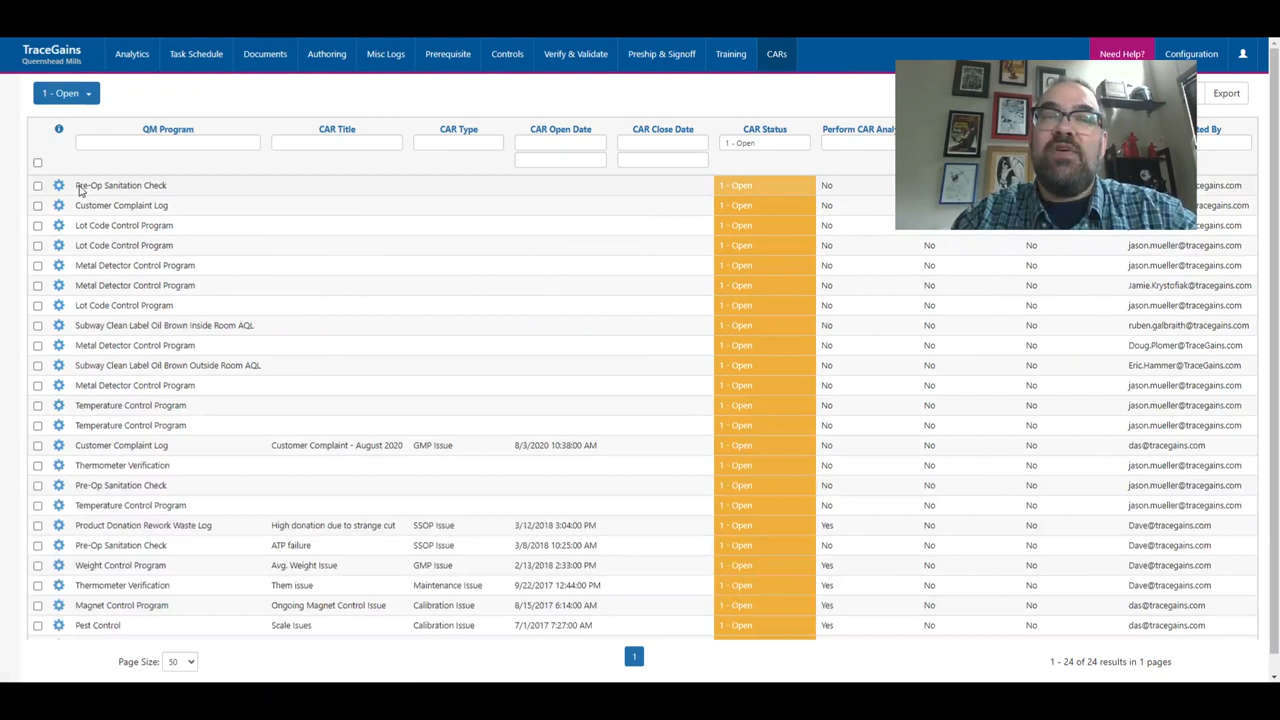 TraceGains
Queenshead Mills
Analytics Task Schedule Documents Authoring Misc Logs Prerequisite Controls Verify & Validate Preship & Signoff Training CARs Need Help? Configuration
1 - Open Export
QM Program CAR Title CAR Type CAR Open Date CAR Close Date CAR Status Perform CAR Analy ted By
1 - Open
Pre-Op Sanitation Check 1 - Open No tracegains.com
Customer Complaint Log 1 - Open No tracegains.com
Lot Code Control Program 1 - Open No tracegains.com
Lot Code Control Program 1 - Open No No No jason.mueller@tracegains.com
Metal Detector Control Program 1 - Open No No No jason.mueller@tracegains.com
Metal Detector Control Program 1 - Open No No No Jamie.Krystofiak@tracegains.com
Lot Code Control Program 1 - Open No No No jason.mueller@tracegains.com
Subway Clean Label Oil Brown Inside Room AQL 1 - Open No No No ruben.galbraith@tracegains.com
Metal Detector Control Program 1 - Open No No No Doug.Plomer@TraceGains.com
Subway Clean Label Oil Brown Outside Room AQL 1 - Open No No No Eric.Hammer@TraceGains.com
Metal Detector Control Program 1 - Open No No No jason.mueller@tracegains.com
Temperature Control Program 1 - Open No No No jason.mueller@tracegains.com
Temperature Control Program 1 - Open No No No jason.mueller@tracegains.com
Customer Complaint Log Customer Complaint - August 2020 GMP Issue 8/3/2020 10:38:00 AM 1 - Open No No No das@tracegains.com
Thermometer Verification 1 - Open No No No jason.mueller@tracegains.com
Pre-Op Sanitation Check 1 - Open No No No jason.mueller@tracegains.com
Temperature Control Program 1 - Open No No No jason.mueller@tracegains.com
Product Donation Rework Waste Log High donation due to strange cut SSOP Issue 3/12/2018 3:04:00 PM 1 - Open Yes No No Dave@tracegains.com
Pre-Op Sanitation Check ATP failure SSOP Issue 3/8/2018 10:25:00 AM 1 - Open No No No Dave@tracegains.com
Weight Control Program Avg. Weight Issue GMP Issue 2/13/2018 2:33:00 PM 1 - Open Yes No No Dave@tracegains.com
Thermometer Verification Them issue Maintenance Issue 9/22/2017 12:44:00 PM 1 - Open Yes No No Dave@tracegains.com
Magnet Control Program Ongoing Magnet Control Issue Calibration Issue 8/15/2017 6:14:00 AM 1 - Open Yes No No das@tracegains.com
Pest Control Scale Isues Calibration Issue 7/1/2017 7:27:00 AM 1 - Open Yes No No das@tracegains.com
Page Size: 50 1 1 - 24 of 24 results in 1 pages